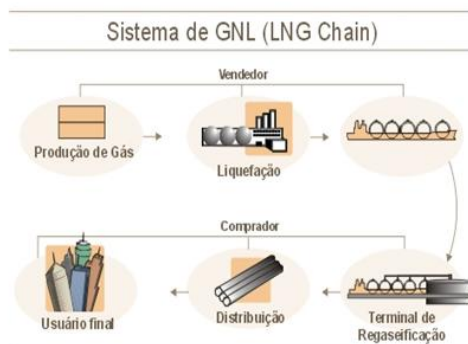 Sistema de GNL (LNG Chain)
Vendedor
Produção de Gás
Liquefação
Comprador
Usuário final
Distribuição
Terminal de
Regaseificação